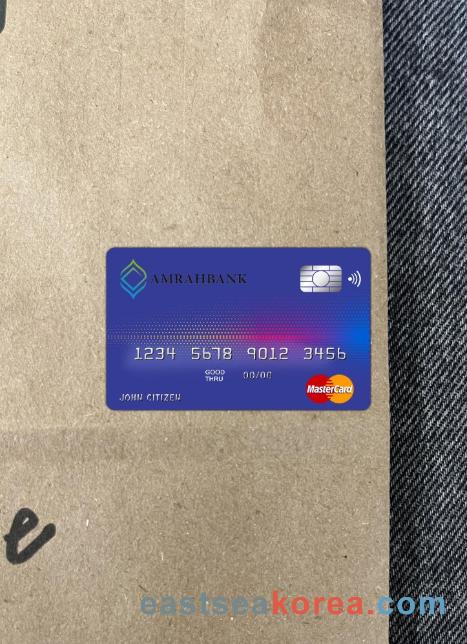 AMRAHBANK
1234 5678 9012 3456
GOOD
THRU
00/00
JOHN CITIZEN
MasterCard
e
eastseakorea.com